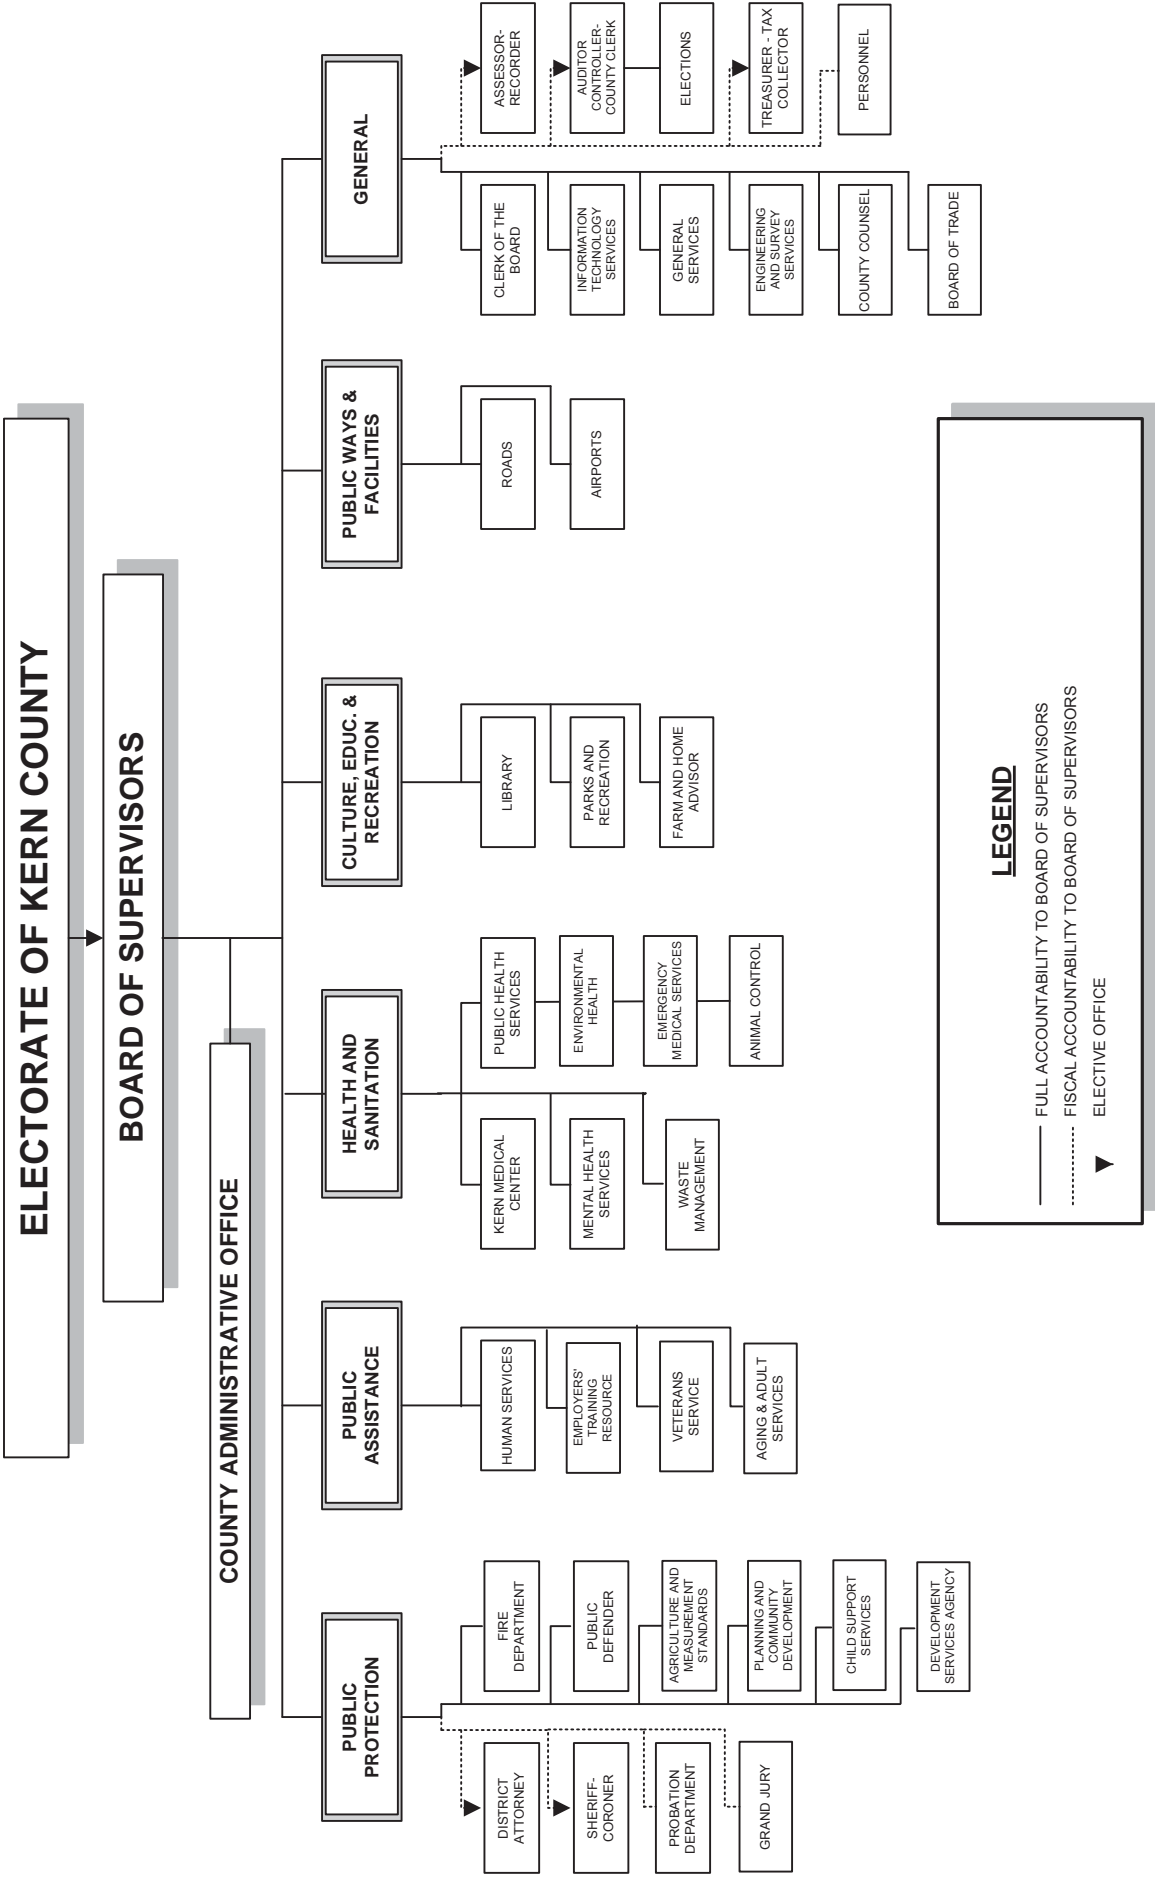 ELECTORATE OF KERN COUNTY
BOARD OF SUPERVISORS
COUNTY ADMINISTRATIVE OFFICE
PUBLIC
PROTECTION
DISTRICT
ATTORNEY
SHERIFF-
CORONER
PROBATION
DEPARTMENT
GRAND JURY
FIRE
DEPARTMENT
PUBLIC
DEFENDER
AGRICULTURE AND
MEASUREMENT
STANDARDS
PLANNING AND
COMMUNITY
DEVELOPMENT
CHILD SUPPORT
SERVICES
DEVELOPMENT
SERVICES AGENCY
PUBLIC
ASSISTANCE
HUMAN SERVICES
EMPLOYERS'
TRAINING
RESOURCE
VETERANS
SERVICE
AGING & ADULT
SERVICES
HEALTH AND
SANITATION
KERN MEDICAL
CENTER
MENTAL HEALTH
SERVICES
WASTE
MANAGEMENT
PUBLIC HEALTH
SERVICES
ENVIRONMENTAL
HEALTH
EMERGENCY
MEDICAL SERVICES
ANIMAL CONTROL
CULTURE, EDUC. &
RECREATION
LIBRARY
PARKS AND
RECREATION
FARM AND HOME
ADVISOR
PUBLIC WAYS &
FACILITIES
ROADS
AIRPORTS
GENERAL
CLERK OF THE
BOARD
INFORMATION
TECHNOLOGY
SERVICES
GENERAL
SERVICES
ENGINEERING
AND SURVEY
SERVICES
COUNTY COUNSEL
BOARD OF TRADE
ASSESSOR-
RECORDER
AUDITOR
CONTROLLER-
COUNTY CLERK
ELECTIONS
TREASURER - TAX
COLLECTOR
PERSONNEL
LEGEND
FULL ACCOUNTABILITY TO BOARD OF SUPERVISORS
FISCAL ACCOUNTABILITY TO BOARD OF SUPERVISORS
ELECTIVE OFFICE